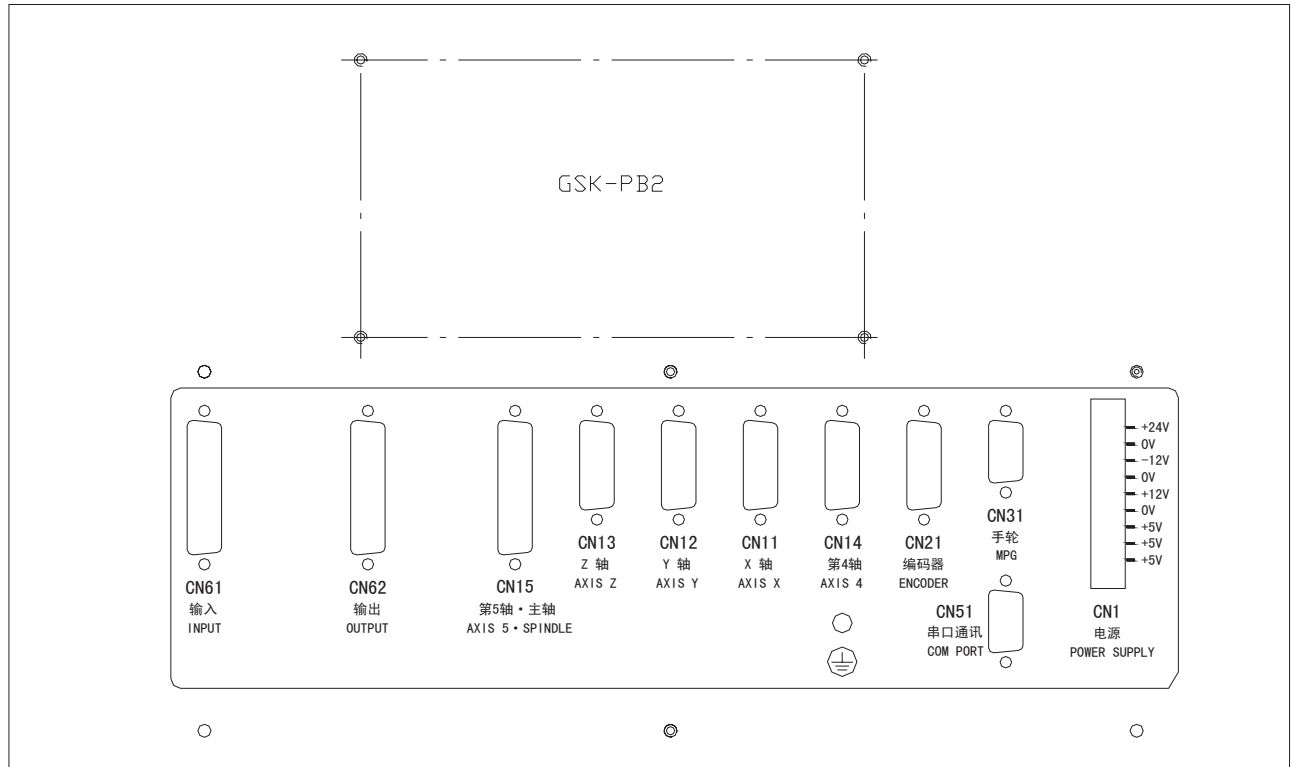 GSK-PB2
+24V
0V
-12V
0V
+12V
0V
+5V
+5V
+5V
CN61
输入
INPUT
CN62
输出
OUTPUT
CN15
第5轴·主轴
AXIS 5·SPINDLE
CN13
Z 轴
AXIS Z
CN12
Y 轴
AXIS Y
CN11
X 轴
AXIS X
CN14
第4轴
AXIS 4
CN21
编码器
ENCODER
CN31
手轮
MPG
CN51
串口通讯
COM PORT
CN1
电源
POWER SUPPLY